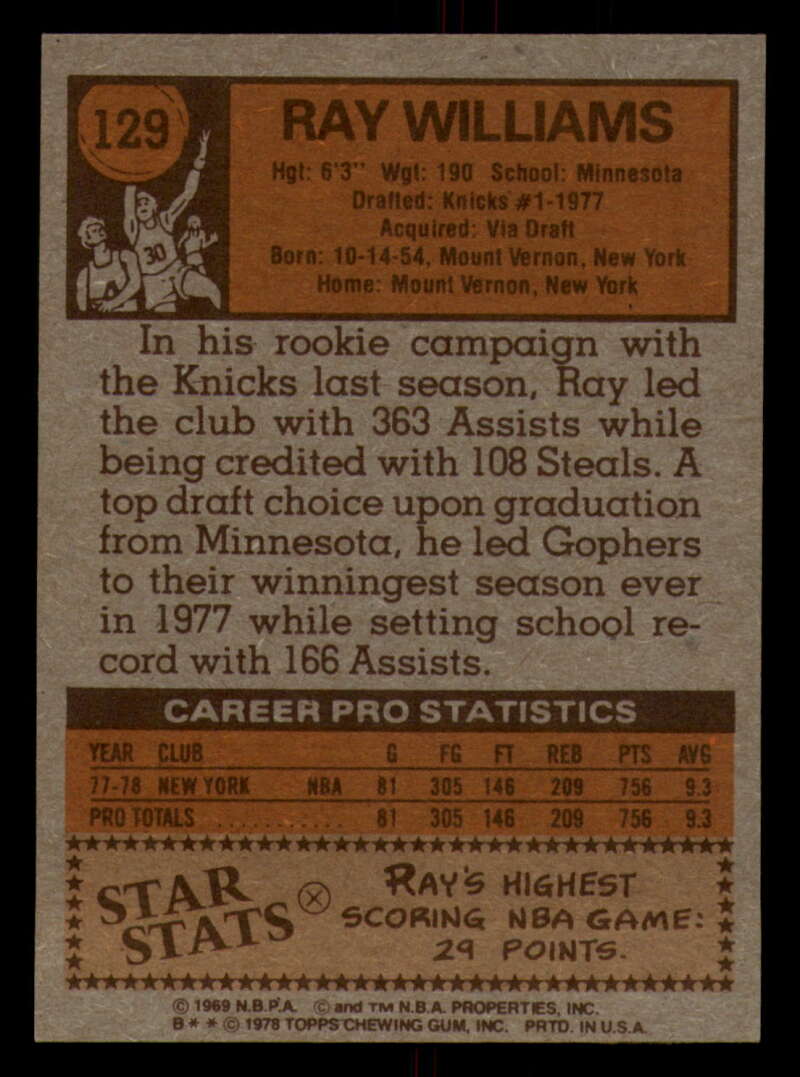 129
RAY WILLIAMS
Hgt: 6'3" Wgt: 190 School: Minnesota
Drafted: Knicks #1-1977
Acquired: Via Draft
Born: 10-14-54, Mount Vernon, New York
Home: Mount Vernon, New York
30
In his rookie campaign with
the Knicks last season, Ray led
the club with 363 Assists while
being credited with 108 Steals. A
top draft choice upon graduation
from Minnesota, he led Gophers
to their winningest season ever
in 1977 while setting school re-
cord with 166 Assists.
CAREER PRO STATISTICS
YEAR CLUB G FG FT REB PTS AVG
77-78 NEW YORK NBA 81 305 146 209 756 9.3
PRO TOTALS ........... 81 305 146 209 756 9.3
STAR STATS
RAY'S HIGHEST
SCORING NBA GAME:
29 POINTS.
© 1969 N.B.P.A. © and TM N.B.A. PROPERTIES, INC.
B * * © 1978 TOPPS CHEWING GUM, INC. PRTD. IN U.S.A.